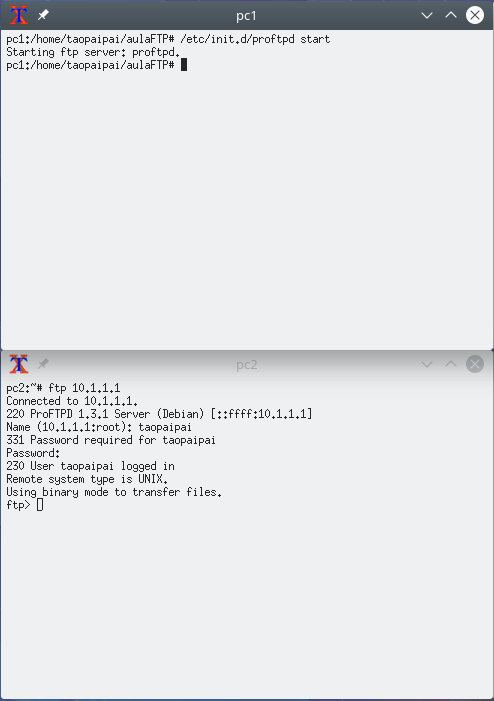 pc1
pc1:/home/taopaipai/aulaFTP# /etc/init.d/proftpd start
Starting ftp server: proftpd.
pc1:/home/taopaipai/aulaFTP#
pc2
pc2:~# ftp 10.1.1.1
Connected to 10.1.1.1.
220 ProFTPD 1.3.1 Server (Debian) [::ffff:10.1.1.1]
Name (10.1.1.1:root): taopaipai
331 Password required for taopaipai
Password:
230 User taopaipai logged in
Remote system type is UNIX.
Using binary mode to transfer files.
ftp>